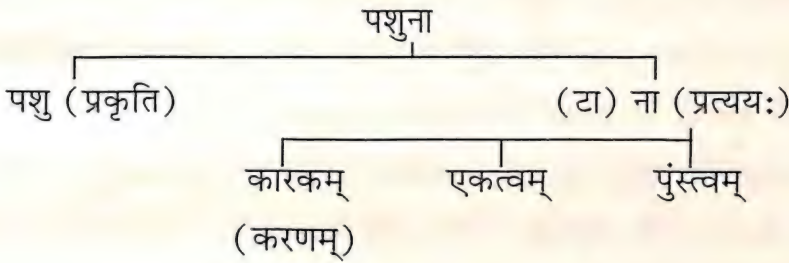 पशुना
पशु (प्रकृति) (टा) ना (प्रत्ययः)
कारकम् एकत्वम् पुंस्त्वम्
(करणम्)